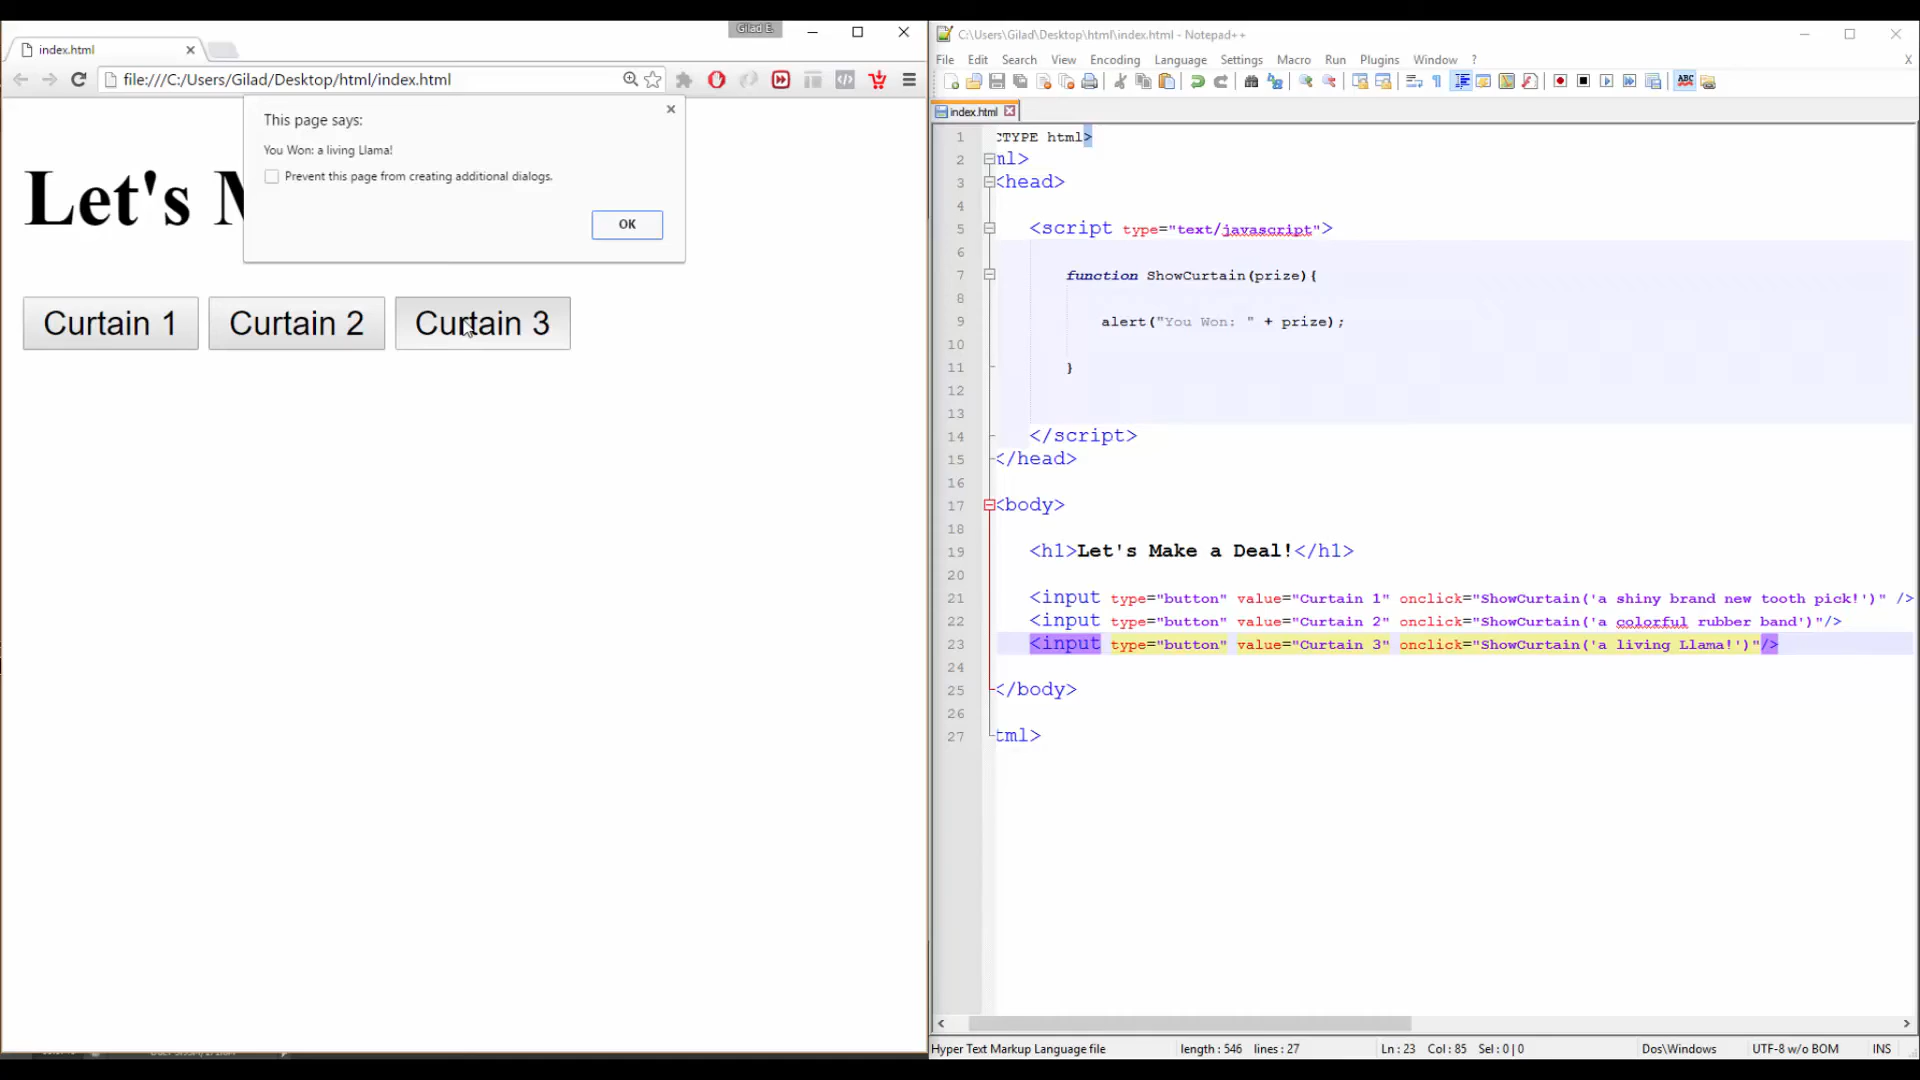 Gilad E.
index.html
file:///C:/Users/Gilad/Desktop/html/index.html
This page says:
You Won: a living Llama!
Prevent this page from creating additional dialogs.
OK
Let's M
Curtain 1 Curtain 2 Curtain 3
C:\Users\Gilad\Desktop\html\index.html - Notepad++
File Edit Search View Encoding Language Settings Macro Run Plugins Window ? X
ABC
index.html
1 CTYPE html>
2 ml>
3 <head>
4
5 <script type="text/javascript">
6
7 function ShowCurtain(prize){
8
9 alert("You Won: " + prize);
10
11 }
12
13
14 </script>
15 </head>
16
17 <body>
18
19 <h1>Let's Make a Deal!</h1>
20
21 <input type="button" value="Curtain 1" onclick="ShowCurtain('a shiny brand new tooth pick!')" />
22 <input type="button" value="Curtain 2" onclick="ShowCurtain('a colorful rubber band')"/>
23 <input type="button" value="Curtain 3" onclick="ShowCurtain('a living Llama!')"/>
24
25 </body>
26
27 tml>
Hyper Text Markup Language file length : 546 lines : 27 Ln : 23 Col : 85 Sel : 0 | 0 Dos\Windows UTF-8 w/o BOM INS